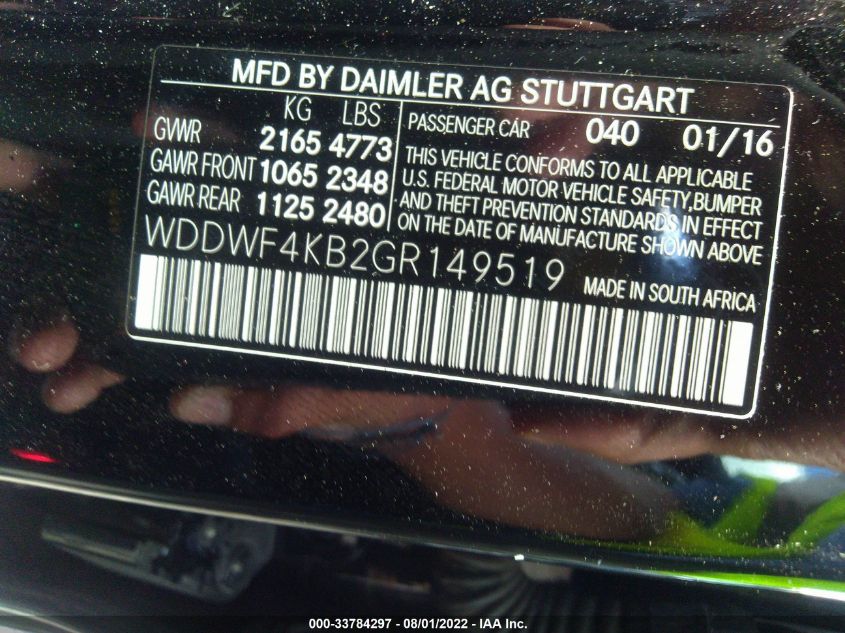 MFD BY DAIMLER AG STUTTGART
KG LBS
GVWR 2165 4773
GAWR FRONT 1065 2348
GAWR REAR 1125 2480
PASSENGER CAR 040 01/16
THIS VEHICLE CONFORMS TO ALL APPLICABLE
U.S. FEDERAL MOTOR VEHICLE SAFETY,BUMPER
AND THEFT PREVENTION STANDARDS IN EFFECT
ON THE DATE OF MANUFACTURE SHOWN ABOVE
WDDWF4KB2GR149519
MADE IN SOUTH AFRICA
000-33784297 - 08/01/2022 - IAA Inc.